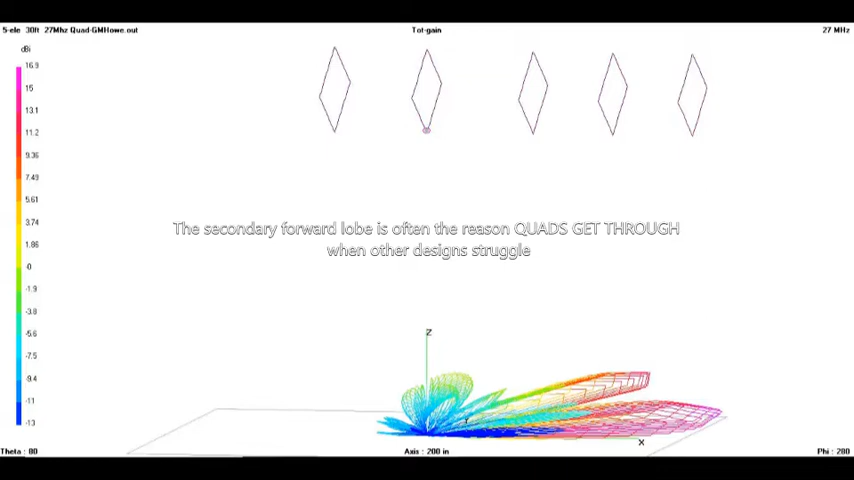 5-ele 30ft 27Mhz Quad-GMHowe.out
Tot-gain
27 MHz
dBi
16.9
15
13.1
11.2
9.36
7.49
5.61
3.74
1.86
-0
-1.9
-3.8
-5.6
-7.5
-9.4
-11
-13
The secondary forward lobe is often the reason QUADS GET THROUGH
when other designs struggle
Z
X
Theta : 80
Axis : 200 in
Phi : 280